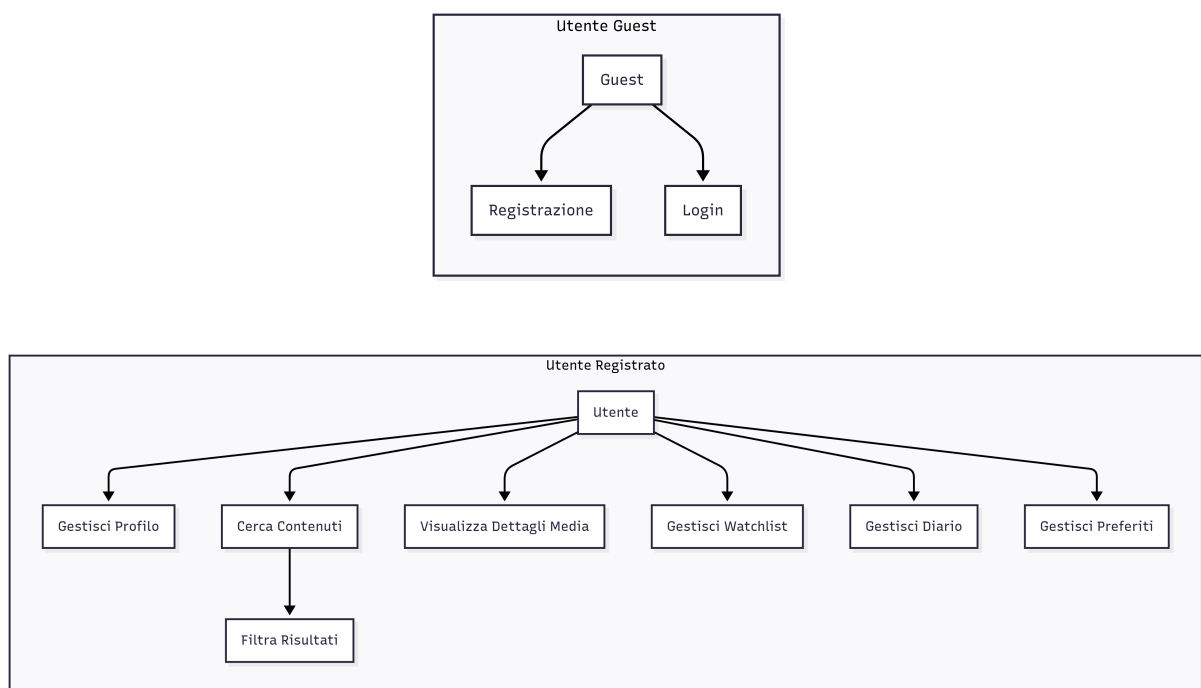 Utente Guest
Guest
Registrazione
Login
Utente Registrato
Utente
Gestisci Profilo
Cerca Contenuti
Visualizza Dettagli Media
Gestisci Watchlist
Gestisci Diario
Gestisci Preferiti
Filtra Risultati